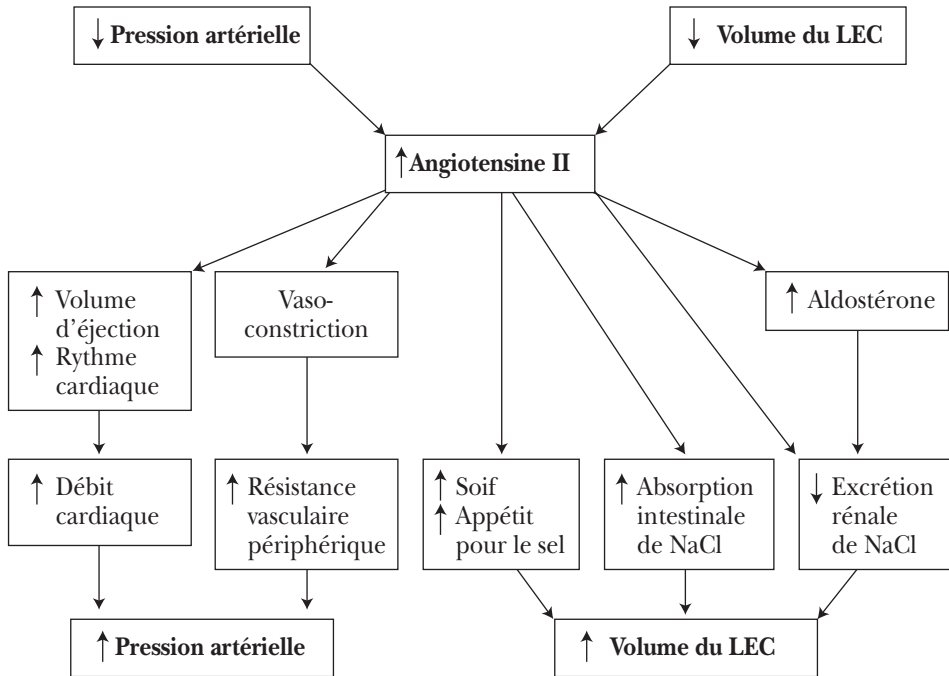 ↓ Pression artérielle
↓ Volume du LEC
↑ Angiotensine II
↑ Volume
d’éjection
↑ Rythme
cardiaque
Vaso-
constriction
↑ Aldostérone
↑ Débit
cardiaque
↑ Résistance
vasculaire
périphérique
↑ Soif
↑ Appétit
pour le sel
↑ Absorption
intestinale
de NaCl
↓ Excrétion
rénale
de NaCl
↑ Pression artérielle
↑ Volume du LEC